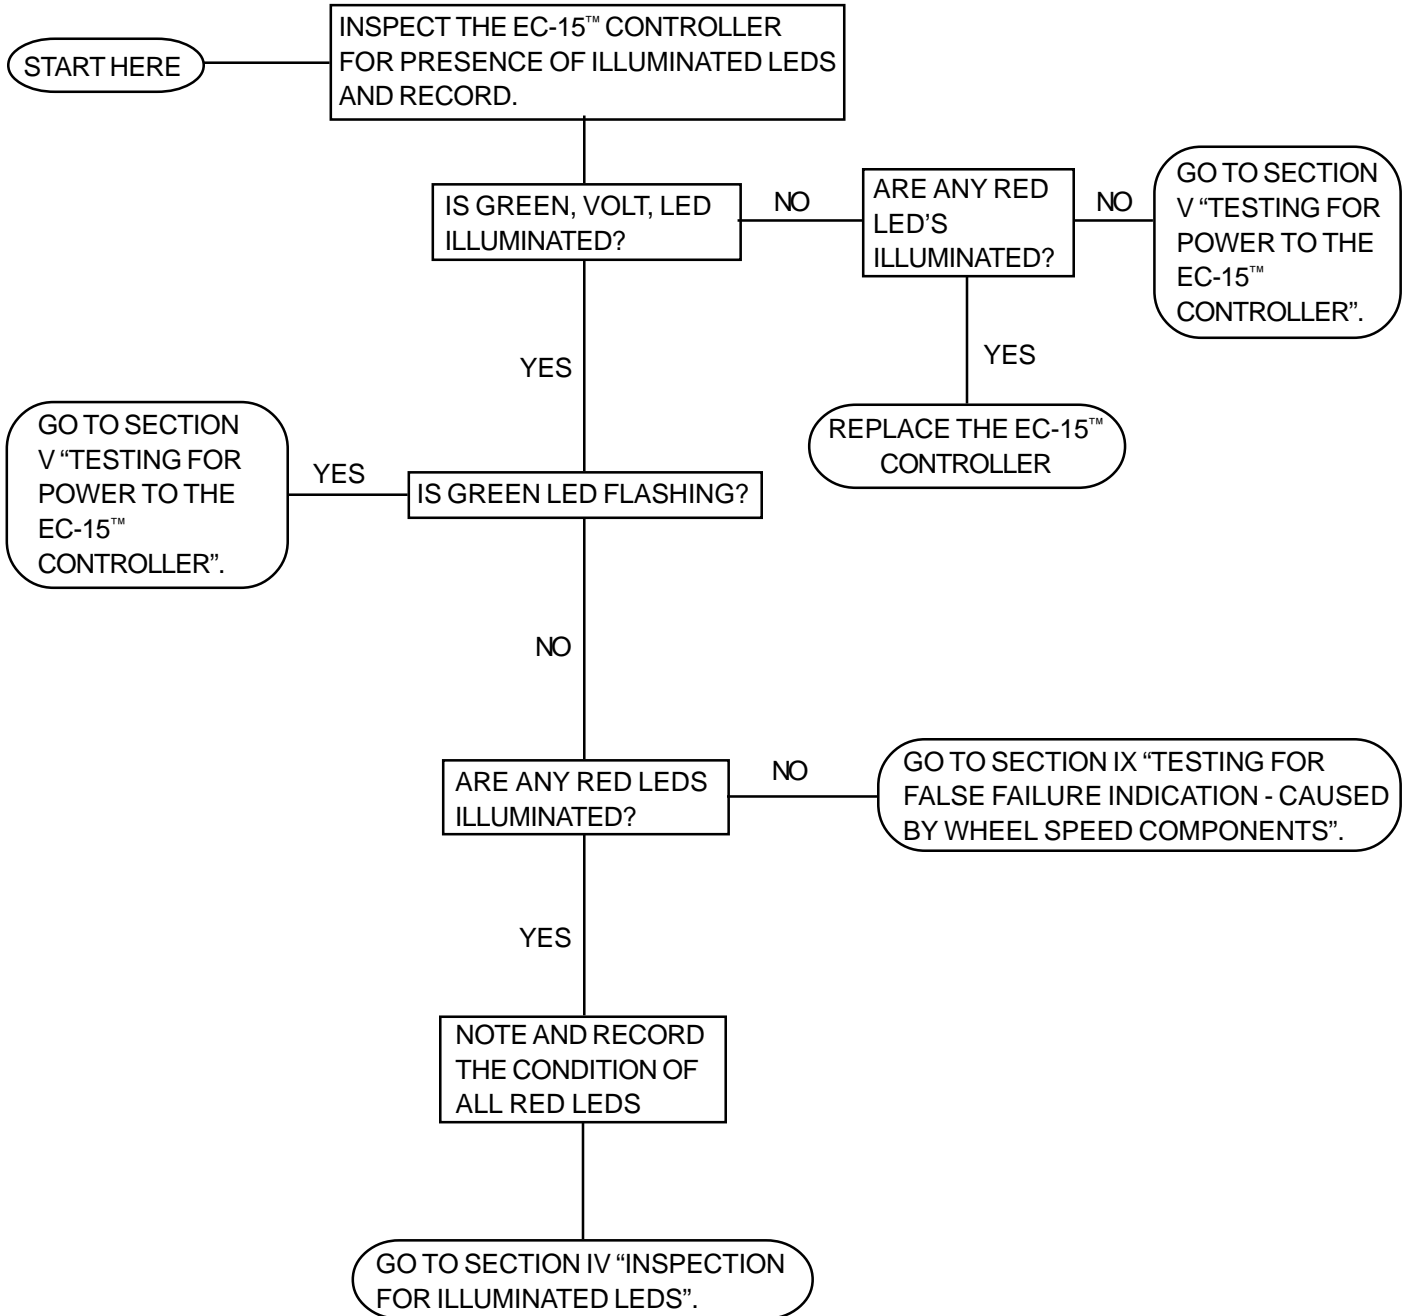 START HERE
INSPECT THE EC-15™ CONTROLLER
FOR PRESENCE OF ILLUMINATED LEDS
AND RECORD.
IS GREEN, VOLT, LED
ILLUMINATED?
NO
ARE ANY RED
LED’S
ILLUMINATED?
NO
GO TO SECTION
V “TESTING FOR
POWER TO THE
EC-15™
CONTROLLER”.
YES
REPLACE THE EC-15™
CONTROLLER
YES
IS GREEN LED FLASHING?
YES
GO TO SECTION
V “TESTING FOR
POWER TO THE
EC-15™
CONTROLLER”.
NO
ARE ANY RED LEDS
ILLUMINATED?
NO
GO TO SECTION IX “TESTING FOR
FALSE FAILURE INDICATION - CAUSED
BY WHEEL SPEED COMPONENTS”.
YES
NOTE AND RECORD
THE CONDITION OF
ALL RED LEDS
GO TO SECTION IV “INSPECTION
FOR ILLUMINATED LEDS”.